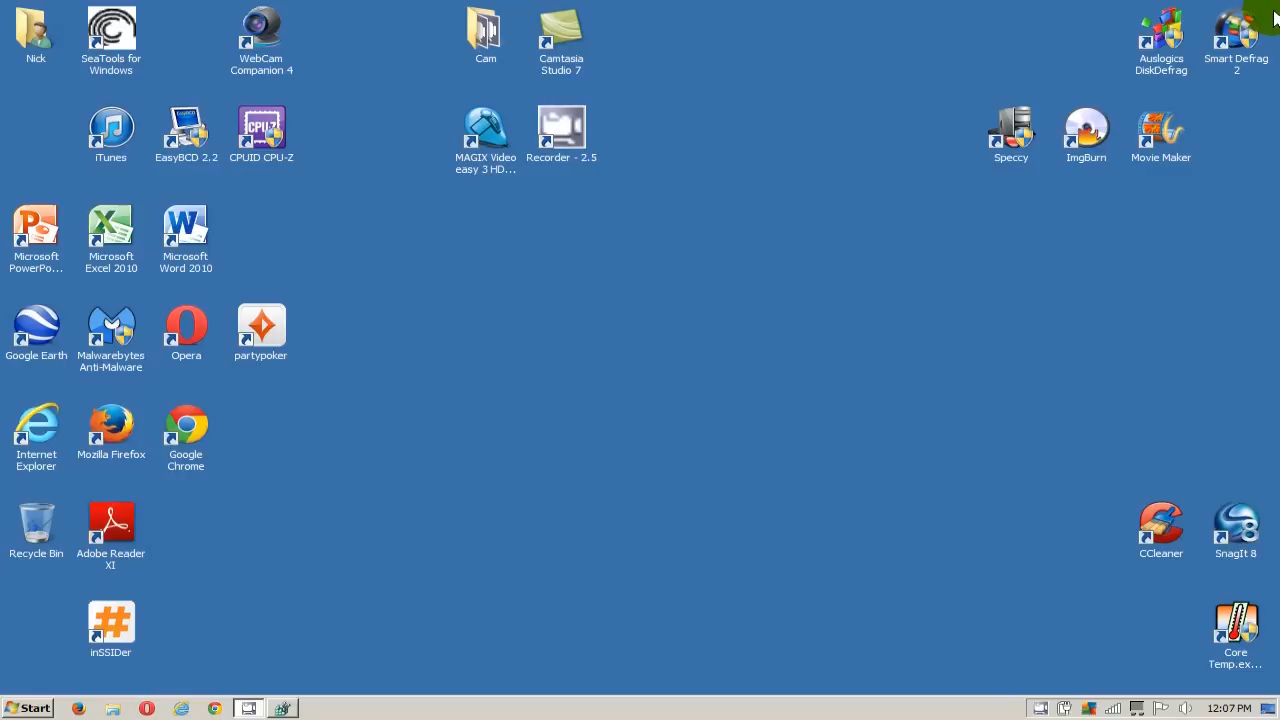 Nick
SeaTools for
Windows
WebCam
Companion 4
Cam
Camtasia
Studio 7
Auslogics
DiskDefrag
Smart Defrag
2
iTunes
EasyBCD 2.2
CPUID CPU-Z
MAGIX Video
easy 3 HD...
Recorder - 2.5
Speccy
ImgBurn
Movie Maker
Microsoft
PowerPo...
Microsoft
Excel 2010
Microsoft
Word 2010
Google Earth
Malwarebytes
Anti-Malware
Opera
partypoker
Internet
Explorer
Mozilla Firefox
Google
Chrome
Recycle Bin
Adobe Reader
XI
CCleaner
SnagIt 8
inSSIDer
Core
Temp.ex...
Start
12:07 PM